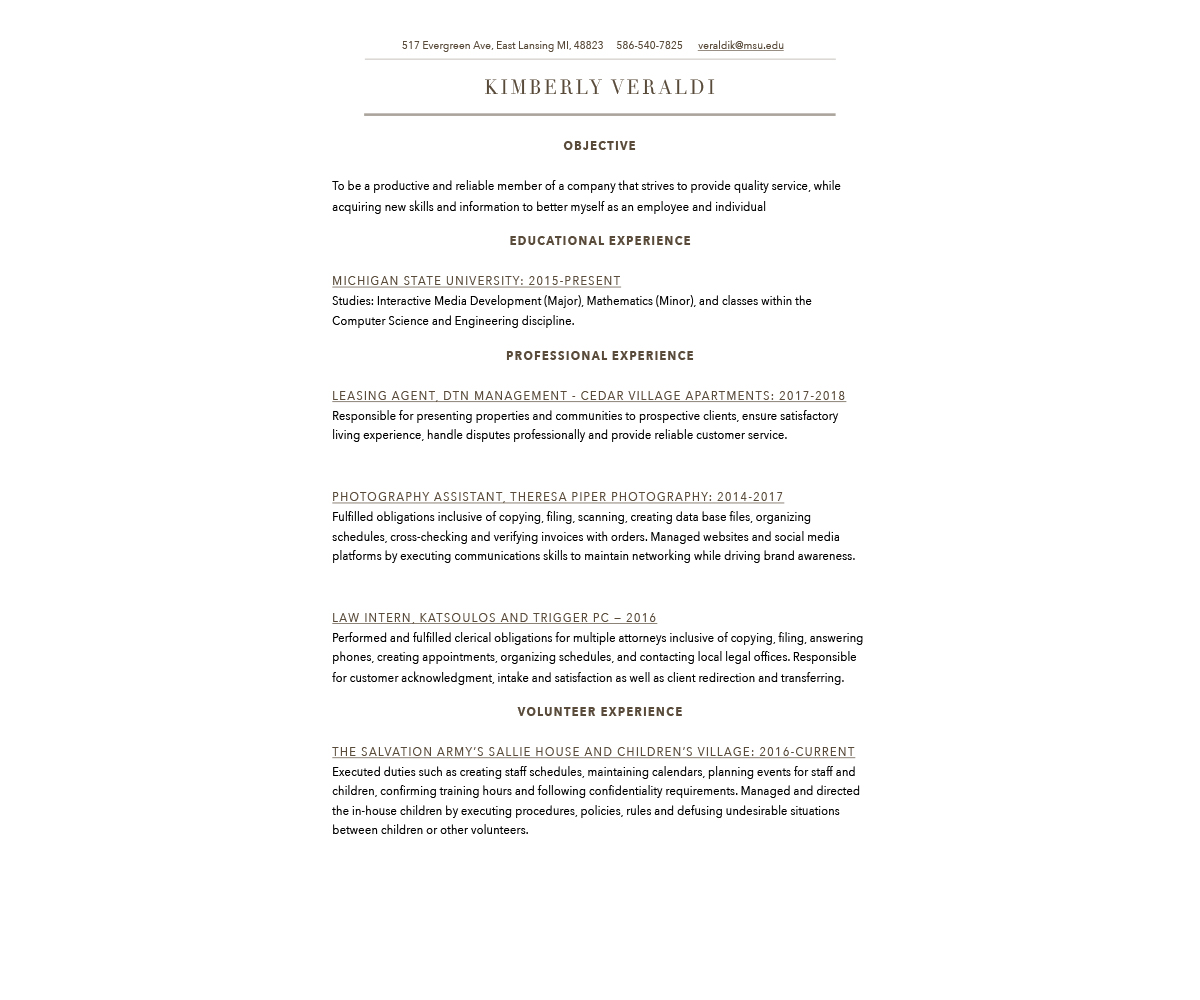 517 Evergreen Ave, East Lansing MI, 48823 586-540-7825 veraldik@msu.edu
KIMBERLY VERALDI
OBJECTIVE
To be a productive and reliable member of a company that strives to provide quality service, while
acquiring new skills and information to better myself as an employee and individual
EDUCATIONAL EXPERIENCE
MICHIGAN STATE UNIVERSITY: 2015-PRESENT
Studies: Interactive Media Development (Major), Mathematics (Minor), and classes within the
Computer Science and Engineering discipline.
PROFESSIONAL EXPERIENCE
LEASING AGENT, DTN MANAGEMENT - CEDAR VILLAGE APARTMENTS: 2017-2018
Responsible for presenting properties and communities to prospective clients, ensure satisfactory
living experience, handle disputes professionally and provide reliable customer service.
PHOTOGRAPHY ASSISTANT, THERESA PIPER PHOTOGRAPHY: 2014-2017
Fulfilled obligations inclusive of copying, filing, scanning, creating data base files, organizing
schedules, cross-checking and verifying invoices with orders. Managed websites and social media
platforms by executing communications skills to maintain networking while driving brand awareness.
LAW INTERN, KATSOULOS AND TRIGGER PC – 2016
Performed and fulfilled clerical obligations for multiple attorneys inclusive of copying, filing, answering
phones, creating appointments, organizing schedules, and contacting local legal offices. Responsible
for customer acknowledgment, intake and satisfaction as well as client redirection and transferring.
VOLUNTEER EXPERIENCE
THE SALVATION ARMY'S SALLIE HOUSE AND CHILDREN'S VILLAGE: 2016-CURRENT
Executed duties such as creating staff schedules, maintaining calendars, planning events for staff and
children, confirming training hours and following confidentiality requirements. Managed and directed
the in-house children by executing procedures, policies, rules and defusing undesirable situations
between children or other volunteers.